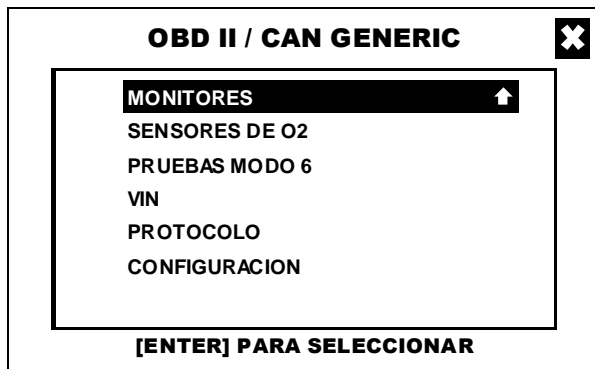 OBD II / CAN GENERIC
MONITORES
SENSORES DE O2
PRUEBAS MODO 6
VIN
PROTOCOLO
CONFIGURACION
[ENTER] PARA SELECCIONAR